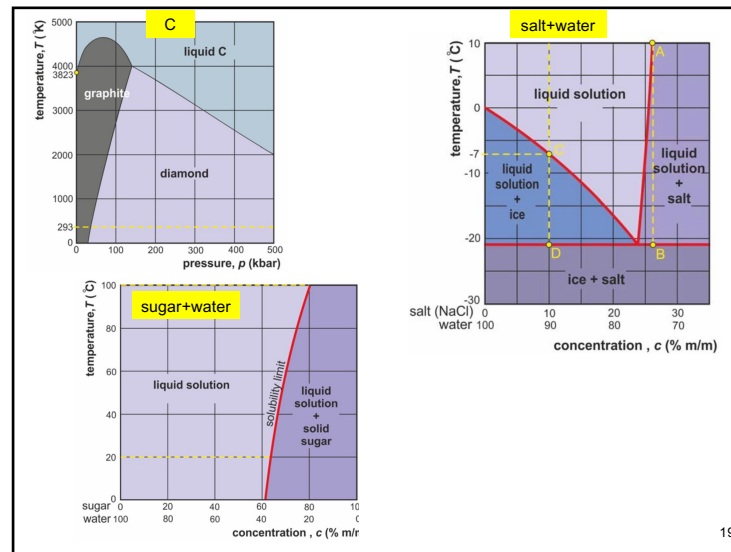 C
temperature, T (°K)
5000
4000
3823
3000
2000
1000
293
0
liquid C
graphite
diamond
0 100 200 300 400 500
pressure, p (kbar)
salt+water
temperature, T (°C)
10
0
-7
-10
-20
-30
A
liquid solution
C
liquid
solution
+
ice
liquid
solution
+
salt
D
B
ice + salt
salt (NaCl) 0 10 20 30
water 100 90 80 70
concentration , c (% m/m)
sugar+water
temperature, T (°C)
100
80
60
40
20
0
liquid solution
solubility limit
liquid
solution
+
solid
sugar
sugar 0 20 40 60 80 10
water 100 80 60 40 20 0
concentration , c (% m/m
19